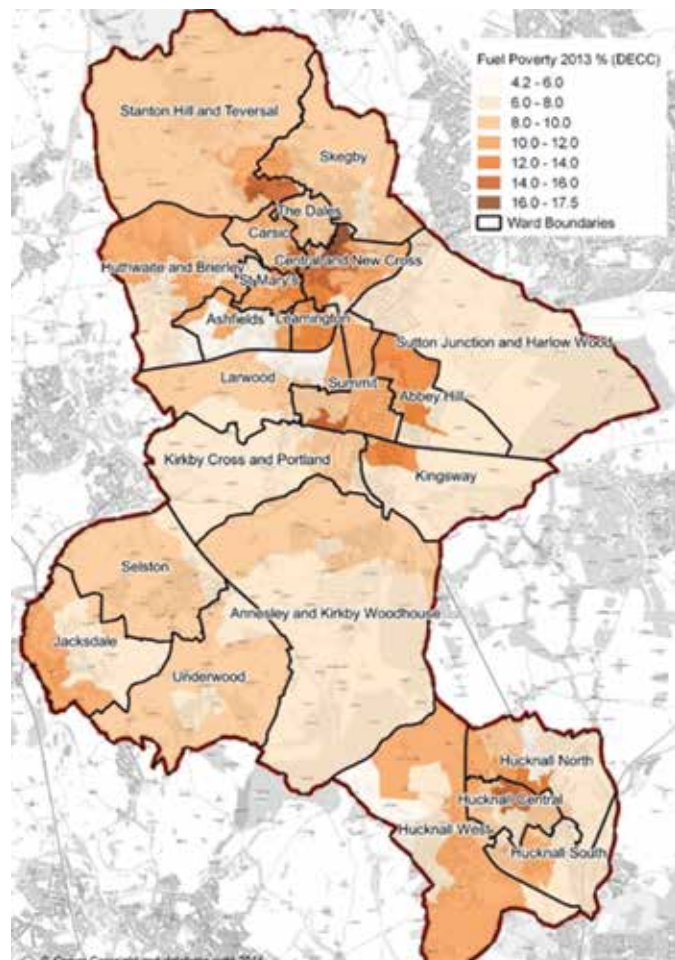 Fuel Poverty 2013 % (DECC)
4.2 - 6.0
6.0 - 8.0
8.0 - 10.0
10.0 - 12.0
12.0 - 14.0
14.0 - 16.0
16.0 - 17.5
Ward Boundaries
Stanton Hill and Teversal
Skegby
The Dales
Carsic
Central and New Cross
Huthwaite and Brierley
St Mary's
Ashfields
Leamington
Sutton Junction and Harlow Wood
Larwood
Summit
Abbey Hill
Kirkby Cross and Portland
Kingsway
Selston
Annesley and Kirkby Woodhouse
Jacksdale
Underwood
Hucknall North
Hucknall Central
Hucknall West
Hucknall South